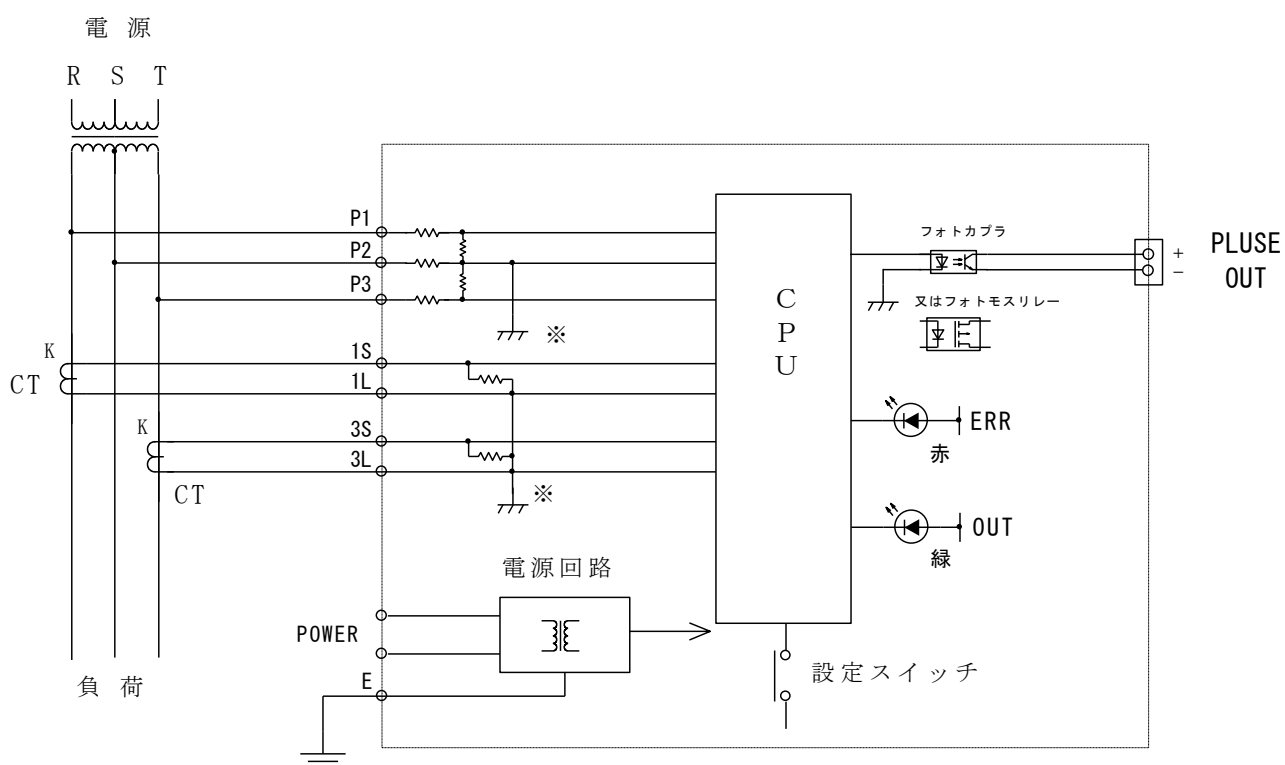 電 源
R S T
P1
P2
P3
※
K
CT
1S
1L
K
CT
3S
3L
※
電源回路
POWER
E
負 荷
CPU
設定スイッチ
フォトカプラ
又はフォトモスリレー
+
−
PLUSE
OUT
ERR
赤
OUT
緑